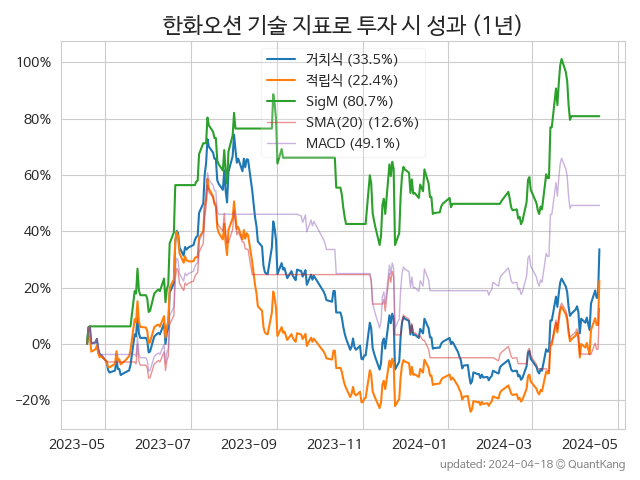 한화오션 기술 지표로 투자 시 성과 (1년)
거치식 (33.5%)
적립식 (22.4%)
SigM (80.7%)
SMA(20) (12.6%)
MACD (49.1%)
100%
80%
60%
40%
20%
0%
−20%
2023-05 2023-07 2023-09 2023-11 2024-01 2024-03 2024-05
updated: 2024-04-18 ⓒ QuantKang